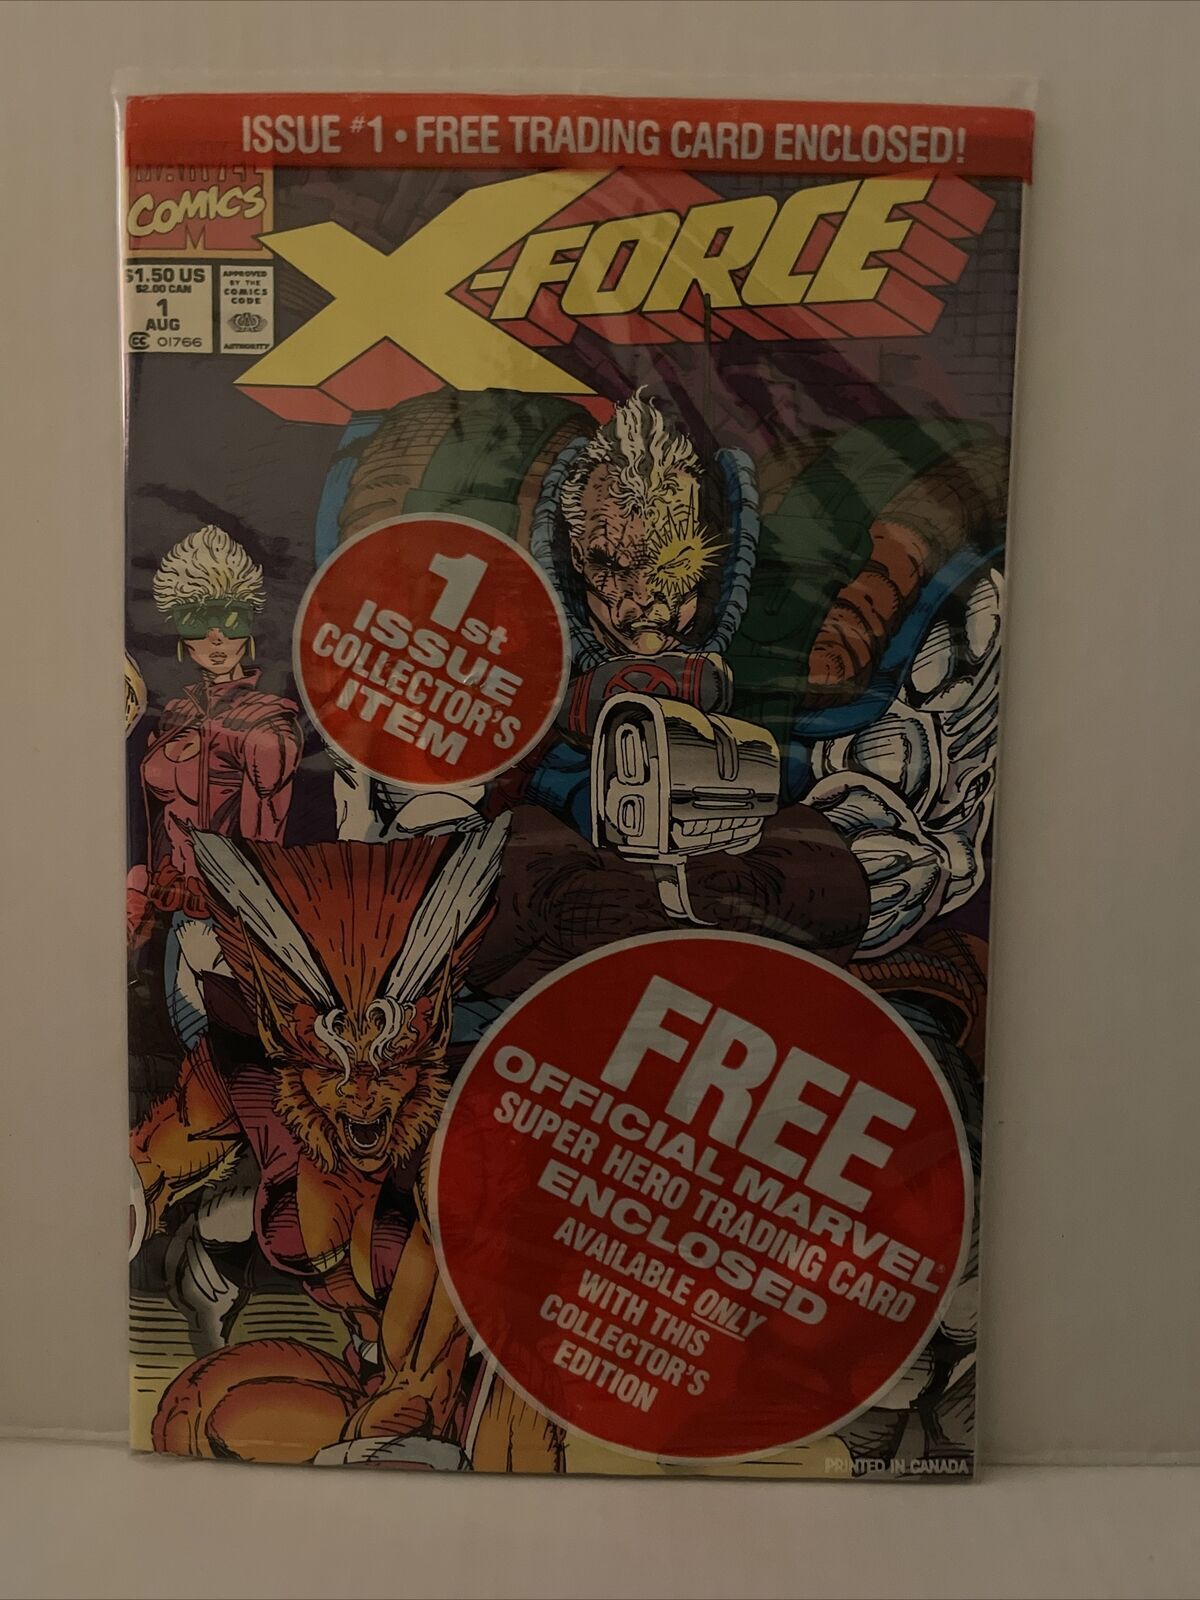 ISSUE #1 • FREE TRADING CARD ENCLOSED!
MARVEL
COMICS
M
X-FORCE
$1.50 US
$2.00 CAN
1
AUG
CC 01766
APPROVED
BY THE
COMICS
CODE
AUTHORITY
1st
ISSUE
COLLECTOR'S
ITEM
FREE
OFFICIAL MARVEL®
SUPER HERO TRADING CARD
ENCLOSED
AVAILABLE ONLY
WITH THIS
COLLECTOR'S
EDITION
PRINTED IN CANADA